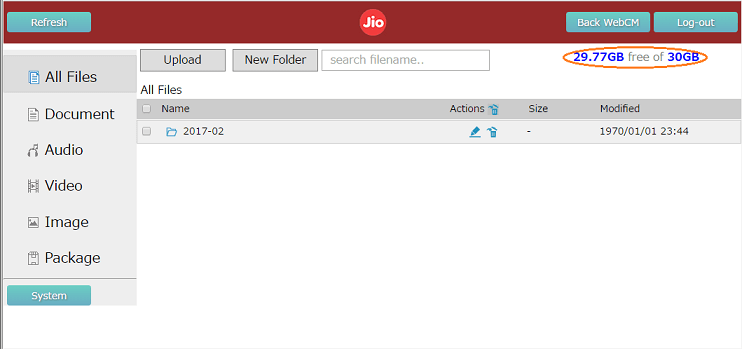 Refresh
Jio
Back WebCM
Log-out
Upload
New Folder
search filename..
29.77GB free of 30GB
All Files
Document
Audio
Video
Image
Package
System
All Files
Name Actions Size Modified
2017-02 - 1970/01/01 23:44